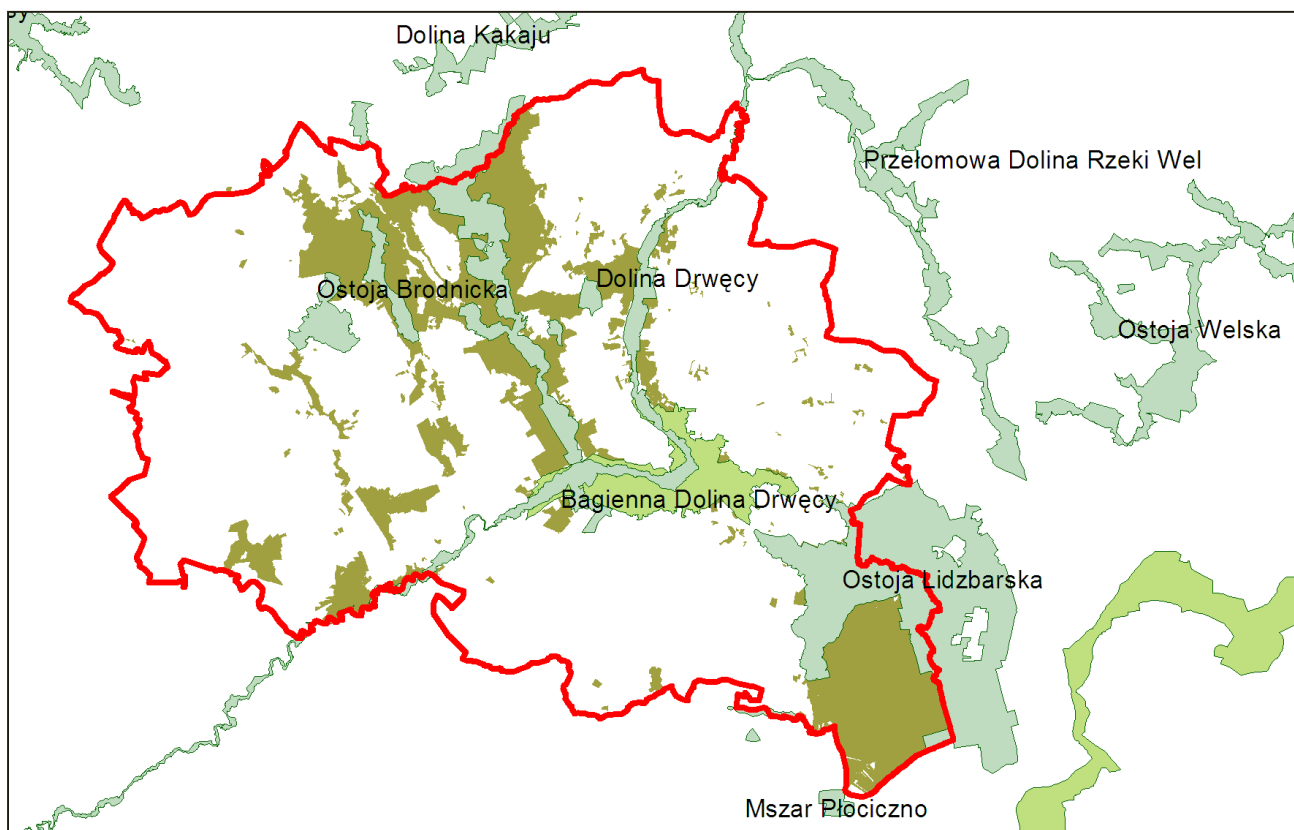 Dolina Kakaju
Przełomowa Dolina Rzeki Wel
Dolina Drwęcy
Ostoja Brodnicka
Ostoja Welska
Bagienna Dolina Drwęcy
Ostoja Lidzbarska
Mszar Płociczno